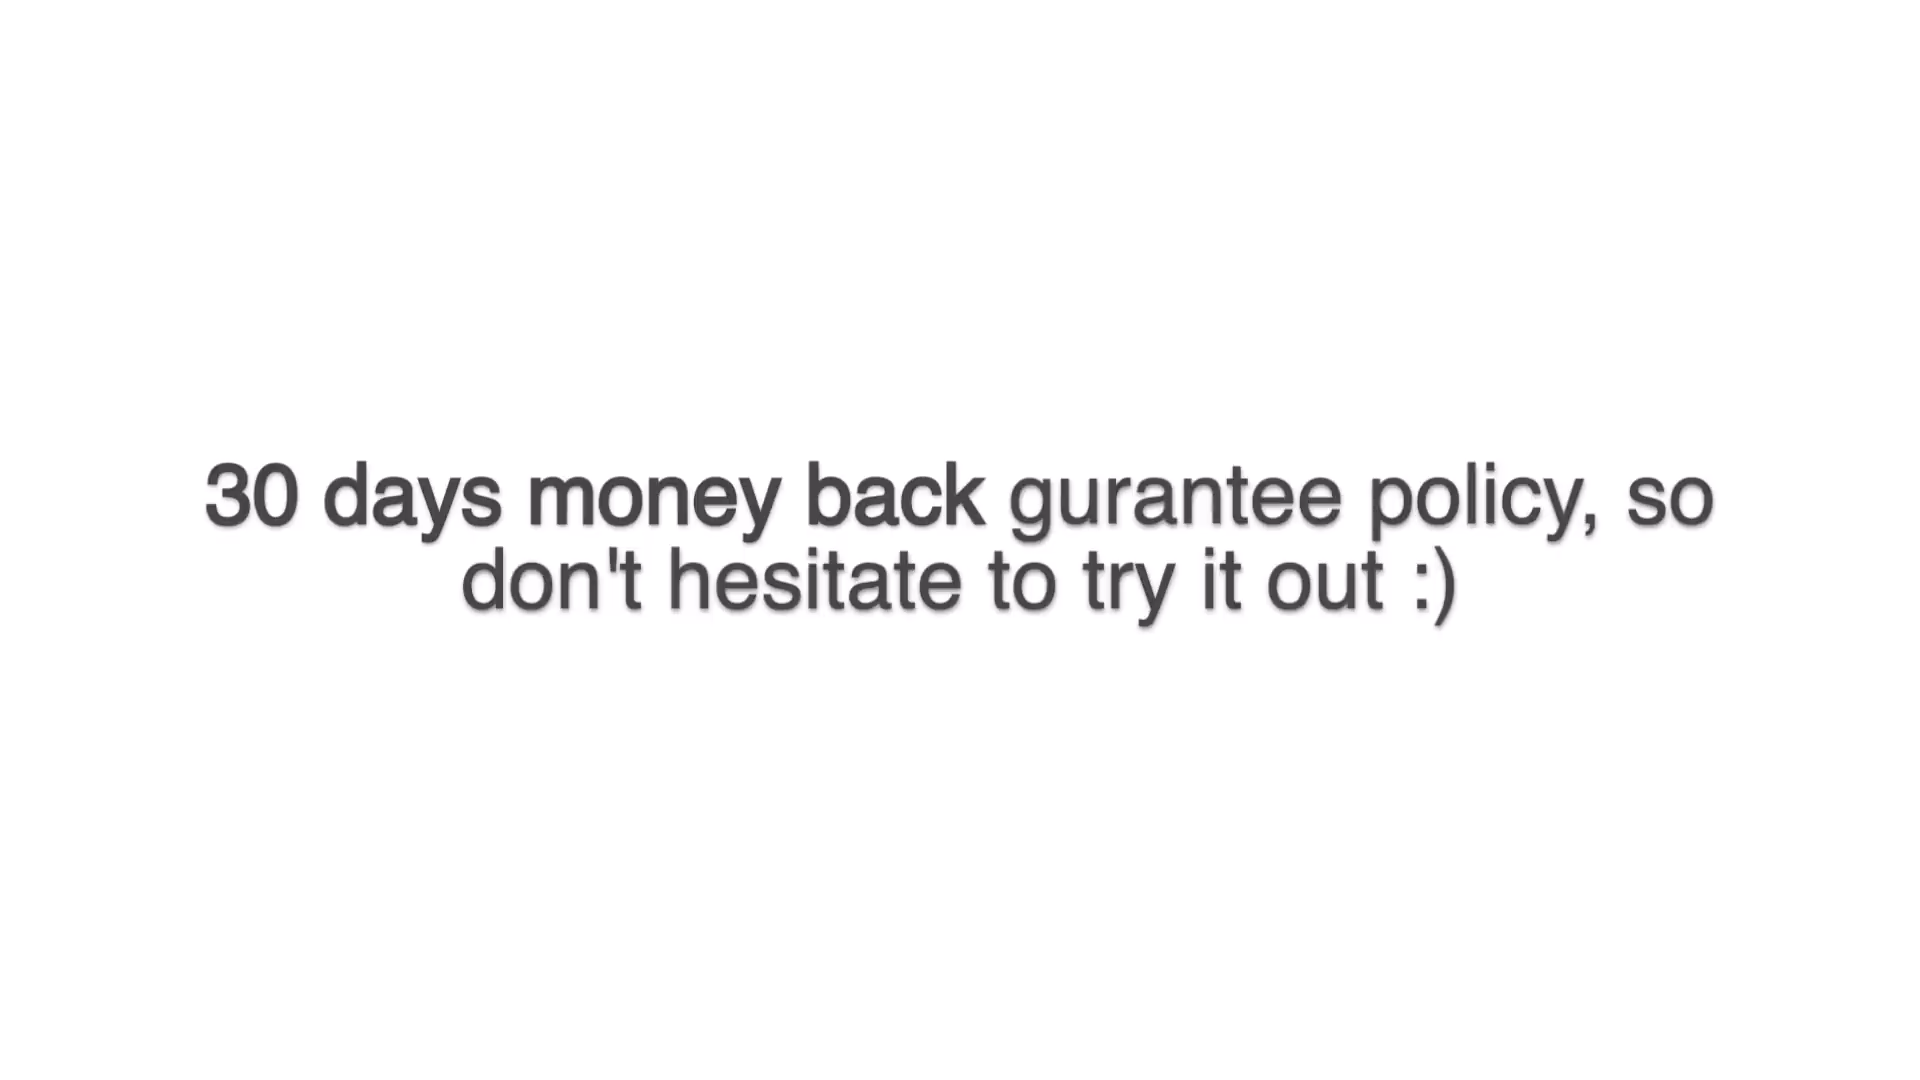 30 days money back gurantee policy, so
don't hesitate to try it out :)